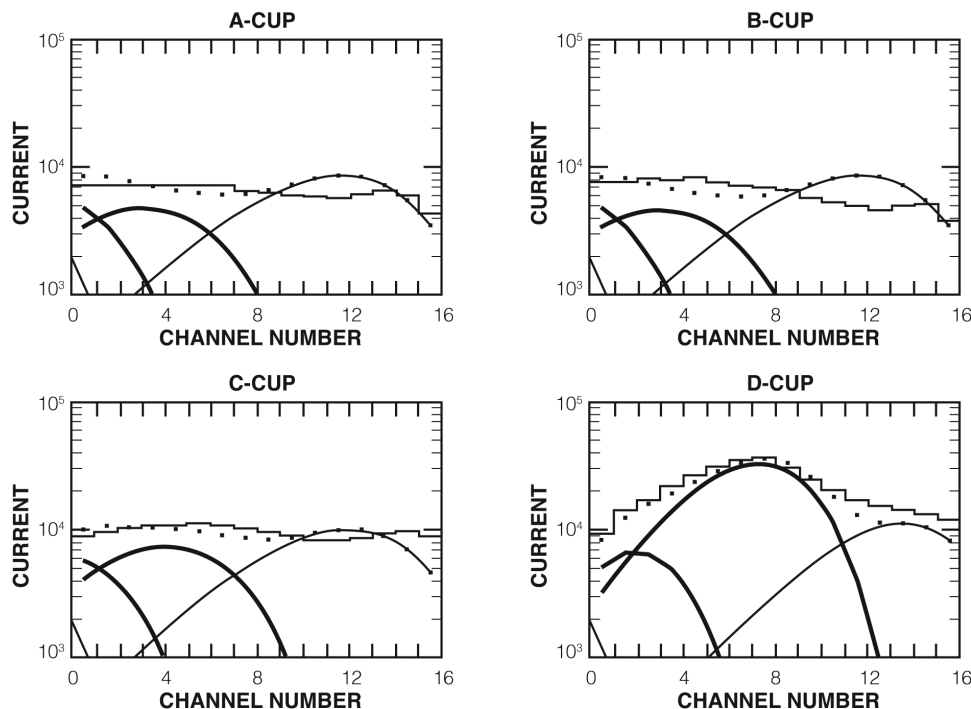 A-CUP
CURRENT
10⁵
10⁴
10³
0 4 8 12 16
CHANNEL NUMBER
B-CUP
CURRENT
10⁵
10⁴
10³
0 4 8 12 16
CHANNEL NUMBER
C-CUP
CURRENT
10⁵
10⁴
10³
0 4 8 12 16
CHANNEL NUMBER
D-CUP
CURRENT
10⁵
10⁴
10³
0 4 8 12 16
CHANNEL NUMBER